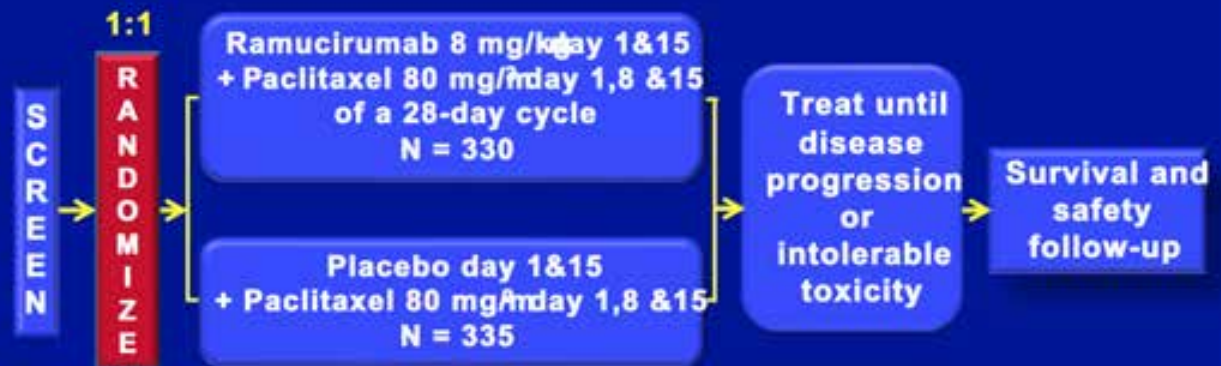 1:1
SCREEN
RANDOMIZE
Ramucirumab 8 mg/kg day 1&15
+ Paclitaxel 80 mg/m² day 1,8 &15
of a 28-day cycle
N = 330
Placebo day 1&15
+ Paclitaxel 80 mg/m² day 1,8 &15
N = 335
Treat until
disease
progression
or
intolerable
toxicity
Survival and
safety
follow-up